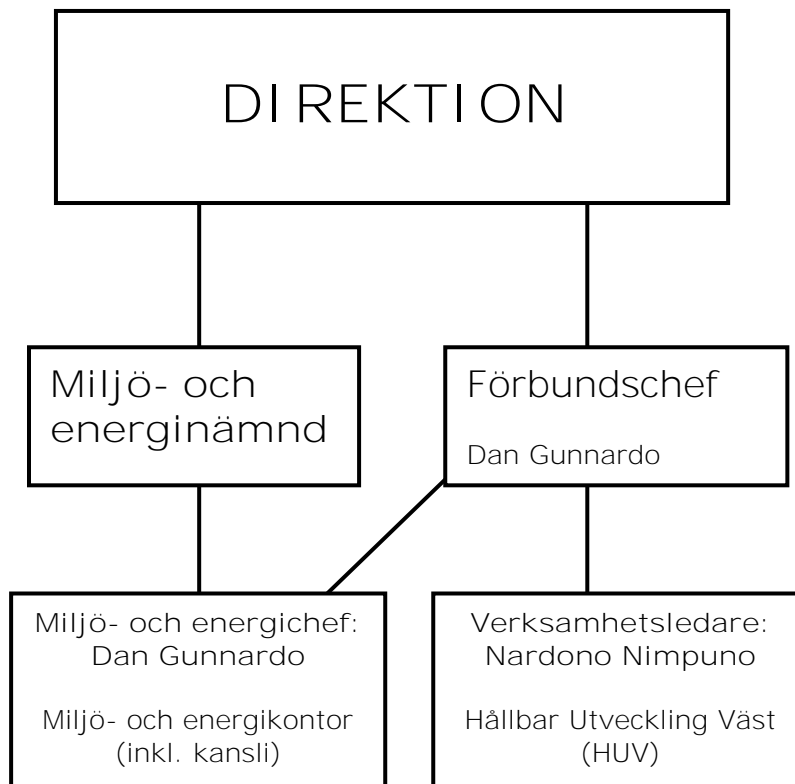 DIREKTION
Miljö- och
energinämnd
Förbundschef
Dan Gunnardo
Miljö- och energichef:
Dan Gunnardo
Miljö- och energikontor
(inkl. kansli)
Verksamhetsledare:
Nardono Nimpuno
Hållbar Utveckling Väst
(HUV)